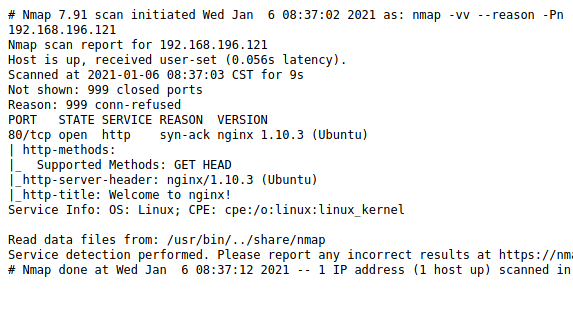 # Nmap 7.91 scan initiated Wed Jan  6 08:37:02 2021 as: nmap -vv --reason -Pn
192.168.196.121
Nmap scan report for 192.168.196.121
Host is up, received user-set (0.056s latency).
Scanned at 2021-01-06 08:37:03 CST for 9s
Not shown: 999 closed ports
Reason: 999 conn-refused
PORT   STATE SERVICE REASON  VERSION
80/tcp open  http    syn-ack nginx 1.10.3 (Ubuntu)
| http-methods:
|_  Supported Methods: GET HEAD
|_http-server-header: nginx/1.10.3 (Ubuntu)
|_http-title: Welcome to nginx!
Service Info: OS: Linux; CPE: cpe:/o:linux:linux_kernel

Read data files from: /usr/bin/../share/nmap
Service detection performed. Please report any incorrect results at https://nma
# Nmap done at Wed Jan  6 08:37:12 2021 -- 1 IP address (1 host up) scanned in